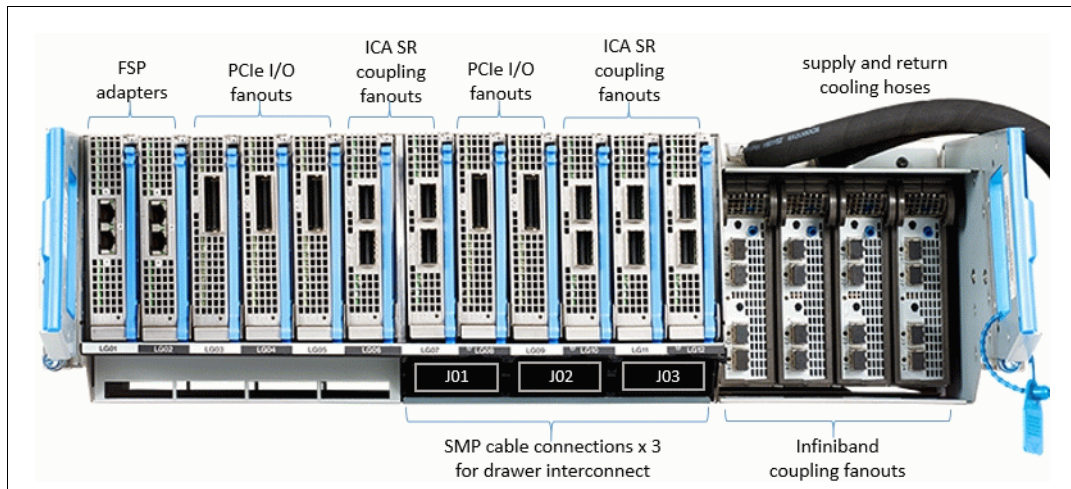 FSP
adapters
PCIe I/O
fanouts
ICA SR
coupling
fanouts
PCIe I/O
fanouts
ICA SR
coupling
fanouts
supply and return
cooling hoses
LG01
LG02
LG03
LG04
LG05
LG06
LG07
LG08
LG09
LG10
LG11
LG12
J01
J02
J03
SMP cable connections x 3
for drawer interconnect
Infiniband
coupling fanouts